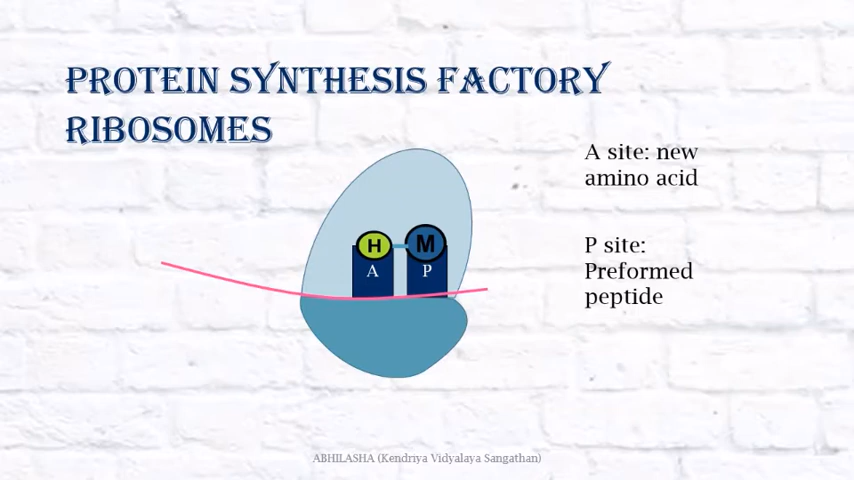 PROTEIN SYNTHESIS FACTORY
RIBOSOMES
A site: new
amino acid
H M
A P
P site:
Preformed
peptide
ABHILASHA (Kendriya Vidyalaya Sangathan)